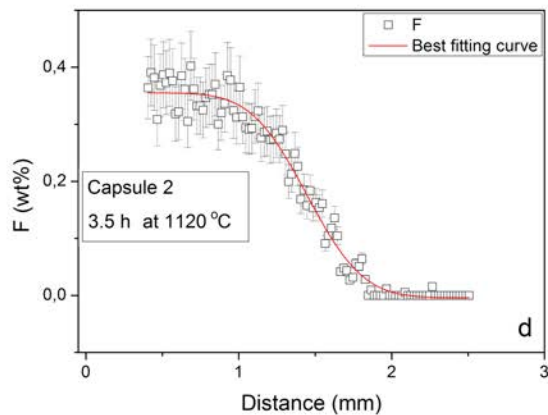 F
Best fitting curve
0,4
0,2
0,0
F (wt%)
Capsule 2
3.5 h at 1120 °C
d
0
1
2
3
Distance (mm)